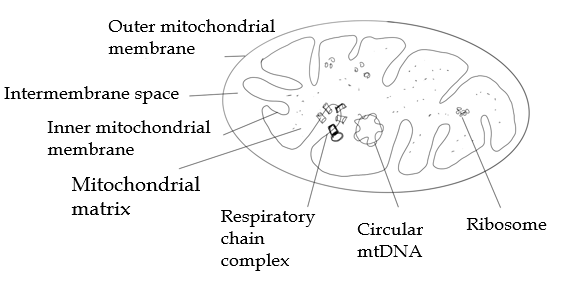 Outer mitochondrial
membrane
Intermembrane space
Inner mitochondrial
membrane
Mitochondrial
matrix
Respiratory
chain
complex
Circular
mtDNA
Ribosome